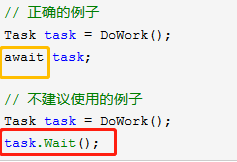 // 正确的例子
Task task = DoWork();
await task;
// 不建议使用的例子
Task task = DoWork();
task.Wait();